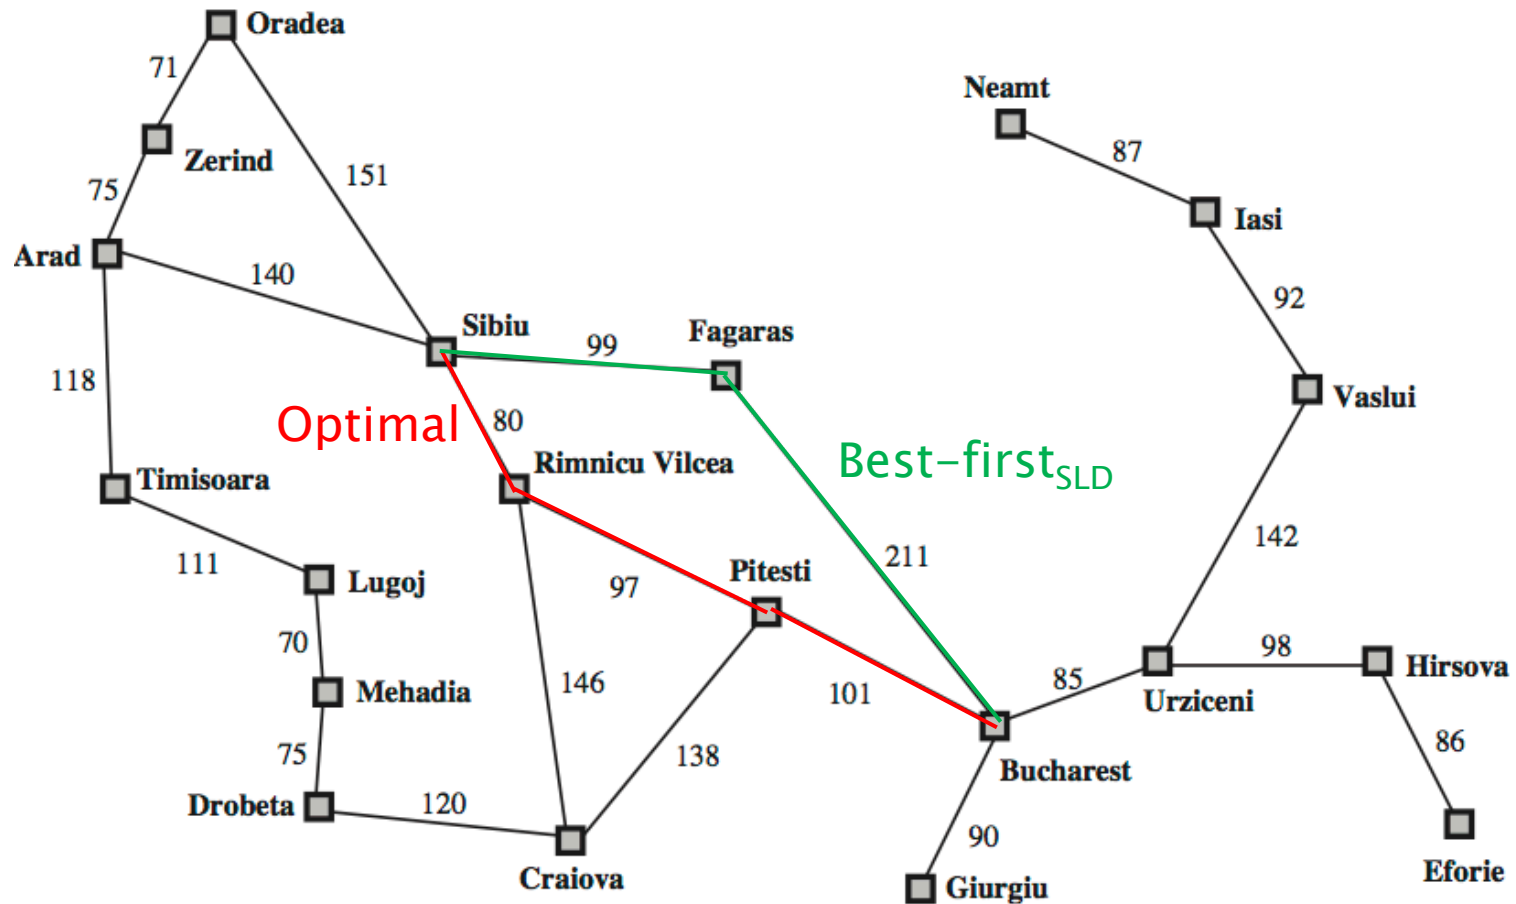 Oradea
71
Neamt
Zerind
87
151
75
Iasi
Arad
140
92
Sibiu
Fagaras
99
118
Vaslui
Optimal
80
Rimnicu Vilcea
Best-first SLD
Timisoara
142
211
111
Pitesti
Lugoj
97
70
98
Hirsova
146
85
Mehadia
101
Urziceni
86
75
138
Bucharest
Drobeta
120
90
Eforie
Craiova
Giurgiu